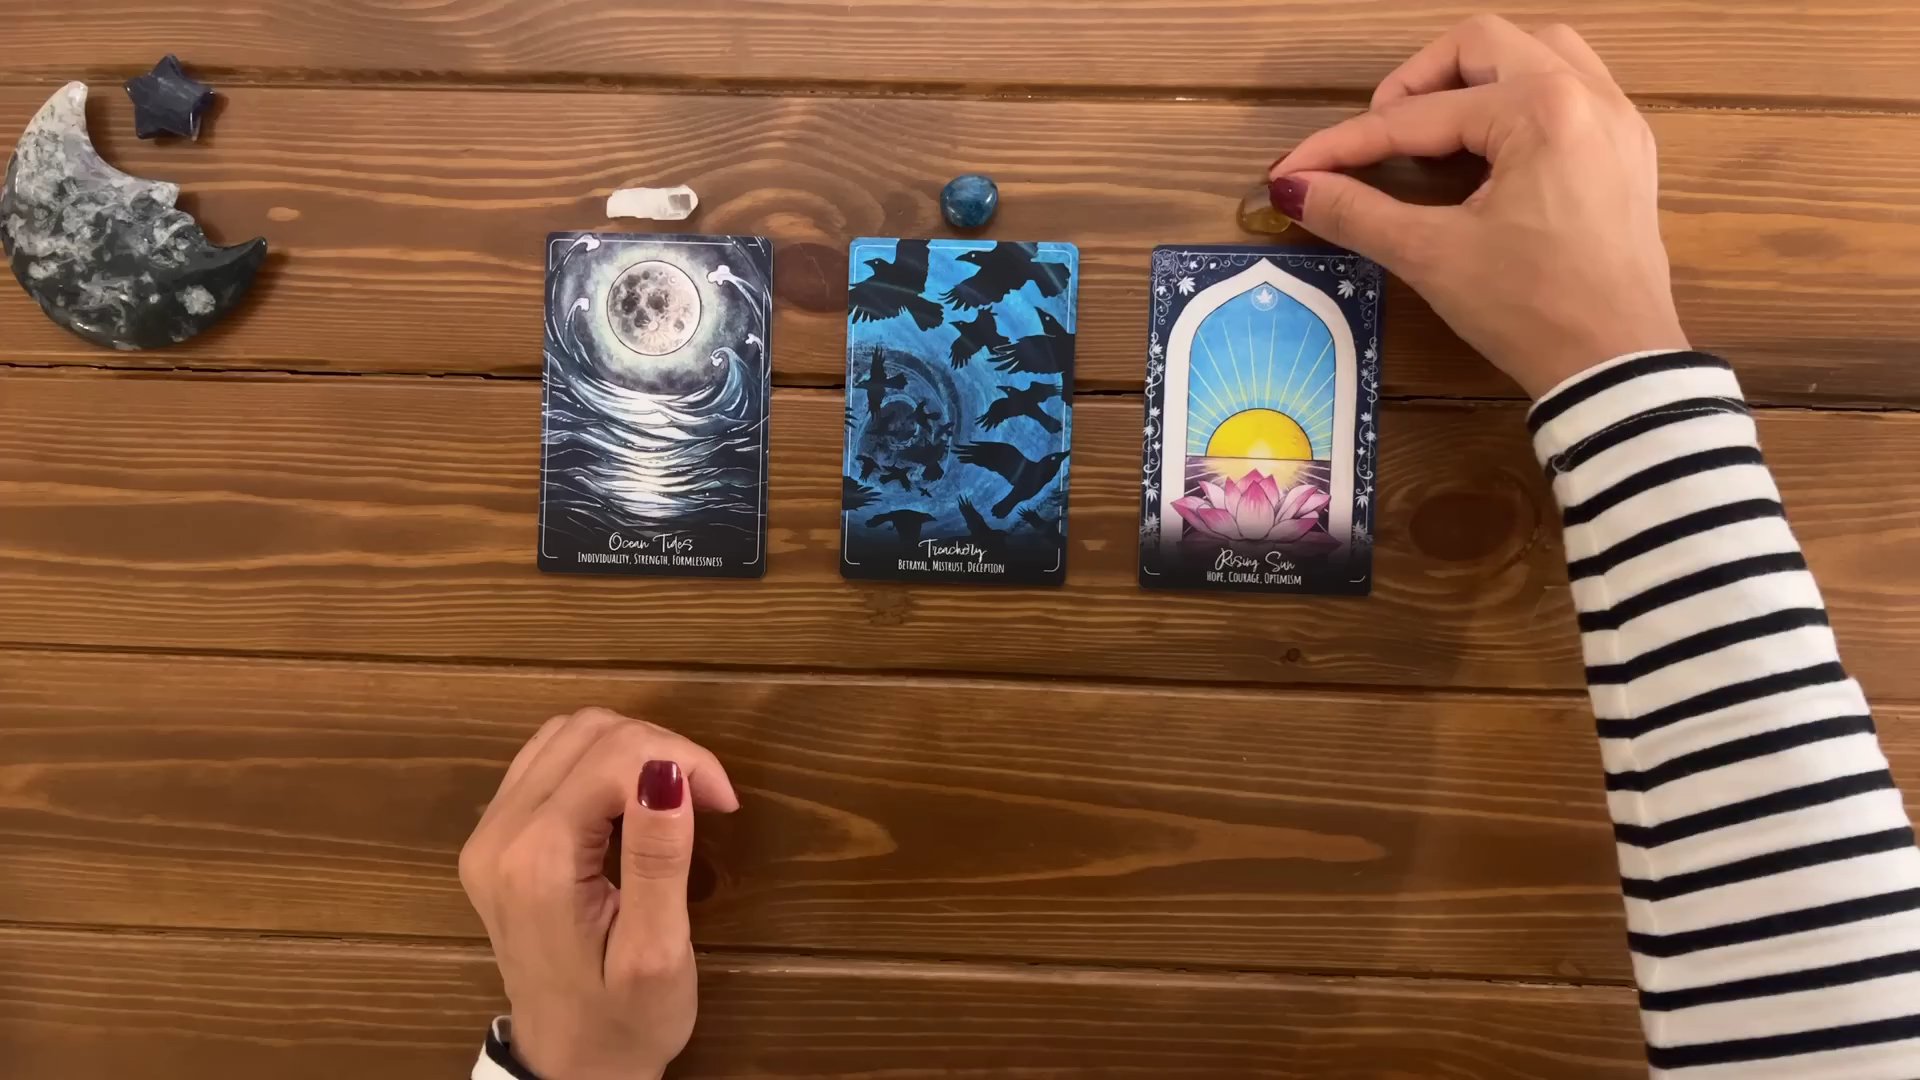 Ocean Tides
INDIVIDUALITY, STRENGTH, FORMLESSNESS
Treachery
BETRAYAL, MISTRUST, DECEPTION
Rising Sun
HOPE, COURAGE, OPTIMISM